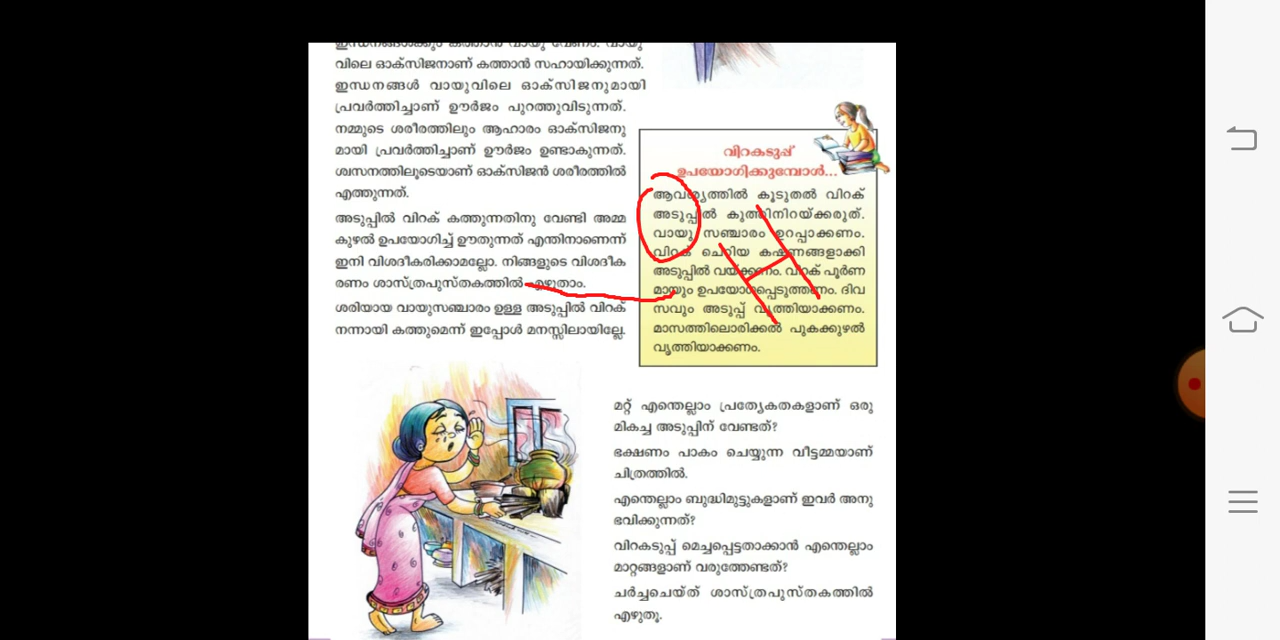 ഇന്ധനങ്ങൾക്കും കത്താൻ വായു വേണം. വായു
വിലെ ഓക്സിജനാണ് കത്താൻ സഹായിക്കുന്നത്.
ഇന്ധനങ്ങൾ വായുവിലെ ഓക്സിജനുമായി
പ്രവർത്തിച്ചാണ് ഊർജം പുറത്തുവിടുന്നത്.
നമ്മുടെ ശരീരത്തിലും ആഹാരം ഓക്സിജനു
മായി പ്രവർത്തിച്ചാണ് ഊർജം ഉണ്ടാകുന്നത്.
ശ്വസനത്തിലൂടെയാണ് ഓക്സിജൻ ശരീരത്തിൽ
എത്തുന്നത്.
അടുപ്പിൽ വിറക് കത്തുന്നതിനു വേണ്ടി അമ്മ
കുഴൽ ഉപയോഗിച്ച് ഊതുന്നത് എന്തിനാണെന്ന്
ഇനി വിശദീകരിക്കാമല്ലോ. നിങ്ങളുടെ വിശദീക
രണം ശാസ്ത്രപുസ്തകത്തിൽ എഴുതാം.
ശരിയായ വായുസഞ്ചാരം ഉള്ള അടുപ്പിൽ വിറക്
നന്നായി കത്തുമെന്ന് ഇപ്പോൾ മനസ്സിലായില്ലേ.
വിറകടുപ്പ്
ഉപയോഗിക്കുമ്പോൾ...
ആവശ്യത്തിൽ കൂടുതൽ വിറക്
അടുപ്പിൽ കുത്തിനിറയ്ക്കരുത്.
വായു സഞ്ചാരം ഉറപ്പാക്കണം.
വിറക് ചെറിയ കഷണങ്ങളാക്കി
അടുപ്പിൽ വയ്ക്കണം. വിറക് പൂർണ
മായും ഉപയോഗപ്പെടുത്തണം. ദിവ
സവും അടുപ്പ് വൃത്തിയാക്കണം.
മാസത്തിലൊരിക്കൽ പുകക്കുഴൽ
വൃത്തിയാക്കണം.
മറ്റ് എന്തെല്ലാം പ്രത്യേകതകളാണ് ഒരു
മികച്ച അടുപ്പിന് വേണ്ടത്?
ഭക്ഷണം പാകം ചെയ്യുന്ന വീട്ടമ്മയാണ്
ചിത്രത്തിൽ.
എന്തെല്ലാം ബുദ്ധിമുട്ടുകളാണ് ഇവർ അനു
ഭവിക്കുന്നത്?
വിറകടുപ്പ് മെച്ചപ്പെട്ടതാക്കാൻ എന്തെല്ലാം
മാറ്റങ്ങളാണ് വരുത്തേണ്ടത്?
ചർച്ചചെയ്ത് ശാസ്ത്രപുസ്തകത്തിൽ
എഴുതൂ.